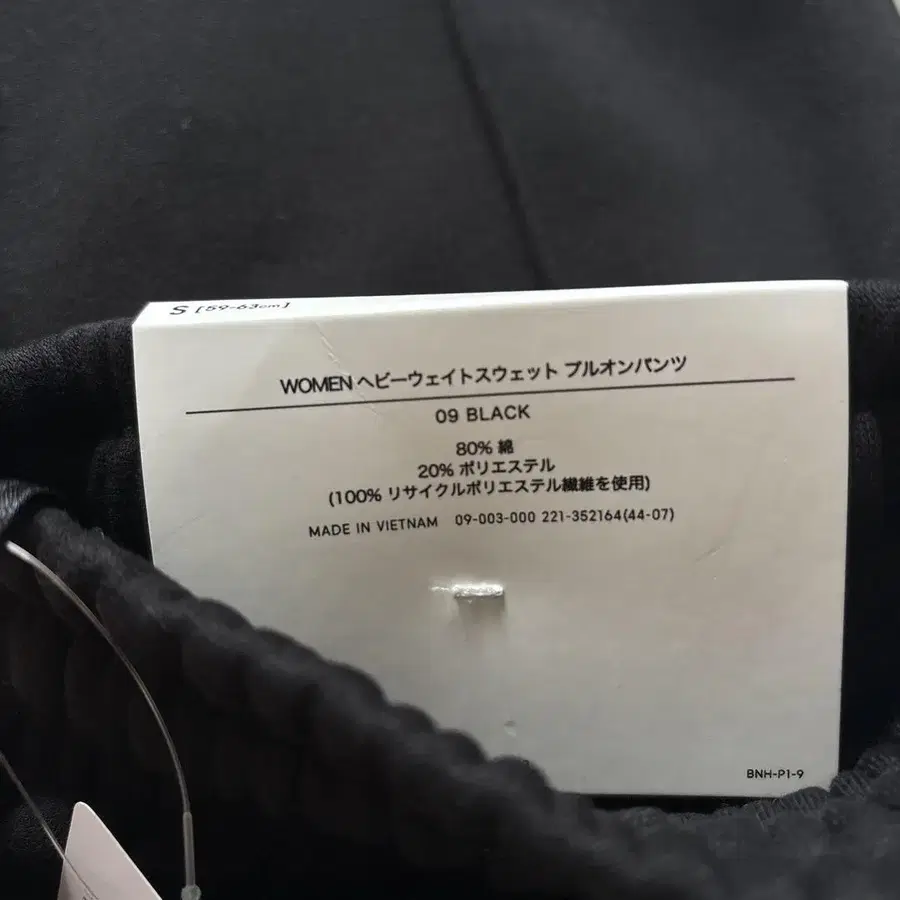 S [59-63cm]
WOMEN ヘビーウェイトスウェット プルオンパンツ
09 BLACK
80% 綿
20% ポリエステル
(100% リサイクルポリエステル繊維を使用)
MADE IN VIETNAM 09-003-000 221-352164(44-07)
BNH-P1-9